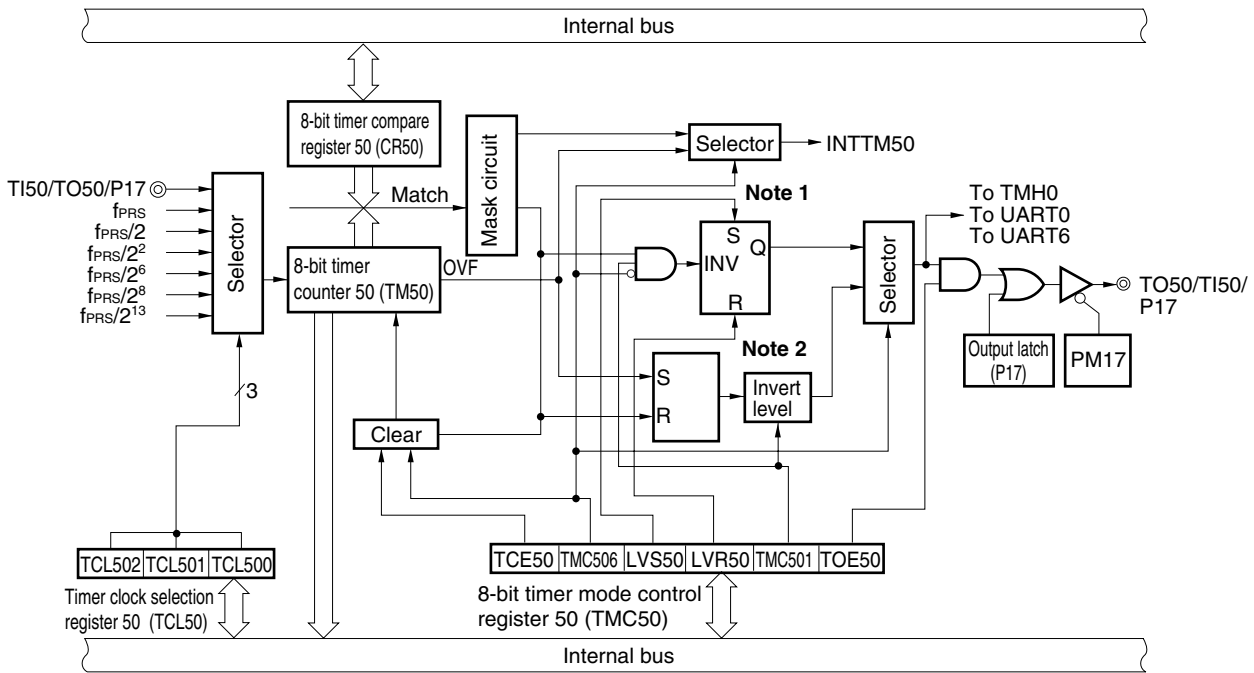 Internal bus
8-bit timer compare
register 50 (CR50)
Mask circuit
Selector
INTTM50
TI50/TO50/P17
fPRS
fPRS/2
fPRS/2²
fPRS/2⁶
fPRS/2⁸
fPRS/2¹³
Selector
Match
Note 1
To TMH0
To UART0
To UART6
8-bit timer
counter 50 (TM50)
OVF
S
INV
Q
R
Selector
TO50/TI50/
P17
Note 2
Output latch
(P17)
PM17
S
R
Invert
level
3
Clear
TCL502
TCL501
TCL500
Timer clock selection
register 50 (TCL50)
TCE50
TMC506
LVS50
LVR50
TMC501
TOE50
8-bit timer mode control
register 50 (TMC50)
Internal bus